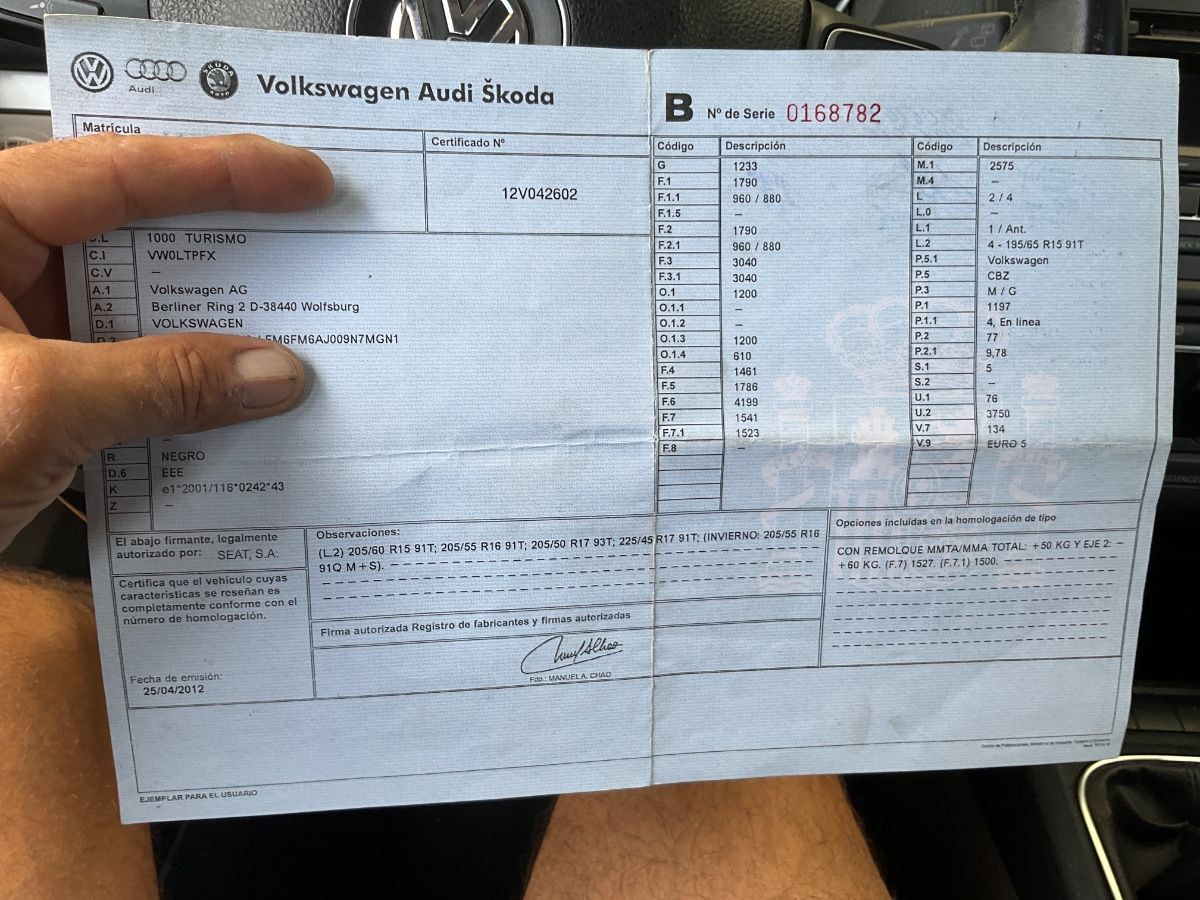 Audi
ŠKODA
AUTO
Volkswagen Audi Škoda
B Nº de Serie 0168782
Matrícula
Certificado Nº
12V042602
Código Descripción Código Descripción
G 1233 M.1 2575
F.1 1790 M.4 –
F.1.1 960 / 880 L 2 / 4
F.1.5 – L.0 –
F.2 1790 L.1 1 / Ant.
F.2.1 960 / 880 L.2 4 - 195/65 R15 91T
F.3 3040 P.5.1 Volkswagen
F.3.1 3040 P.5 CBZ
O.1 1200 P.3 M / G
O.1.1 – P.1 1197
O.1.2 – P.1.1 4, En linea
O.1.3 1200 P.2 77
O.1.4 610 P.2.1 9,78
F.4 1461 S.1 5
F.5 1786 S.2 –
F.6 4199 U.1 76
F.7 1541 U.2 3750
F.7.1 1523 V.7 134
F.8 – V.9 EURO 5
1000 TURISMO
C.I VW0LTPFX
C.V –
A.1 Volkswagen AG
A.2 Berliner Ring 2 D-38440 Wolfsburg
D.1 VOLKSWAGEN
FM6FM6AJ009N7MGN1
–
R NEGRO
D.6 EEE
K e1*2001/116*0242*43
Z –
El abajo firmante, legalmente
autorizado por: SEAT, S.A.
Certifica que el vehículo cuyas
características se reseñan es
completamente conforme con el
número de homologación.
Fecha de emisión:
25/04/2012
Observaciones:
(L.2) 205/60 R15 91T; 205/55 R16 91T; 205/50 R17 93T; 225/45 R17 91T; (INVIERNO: 205/55 R16
91Q M+S).
Firma autorizada Registro de fabricantes y firmas autorizadas
Fdo.: MANUEL A. CHAO
Opciones incluidas en la homologación de tipo
CON REMOLQUE MMTA/MMA TOTAL: +50 KG Y EJE 2:
+60 KG. (F.7) 1527. (F.7.1) 1500.
EJEMPLAR PARA EL USUARIO